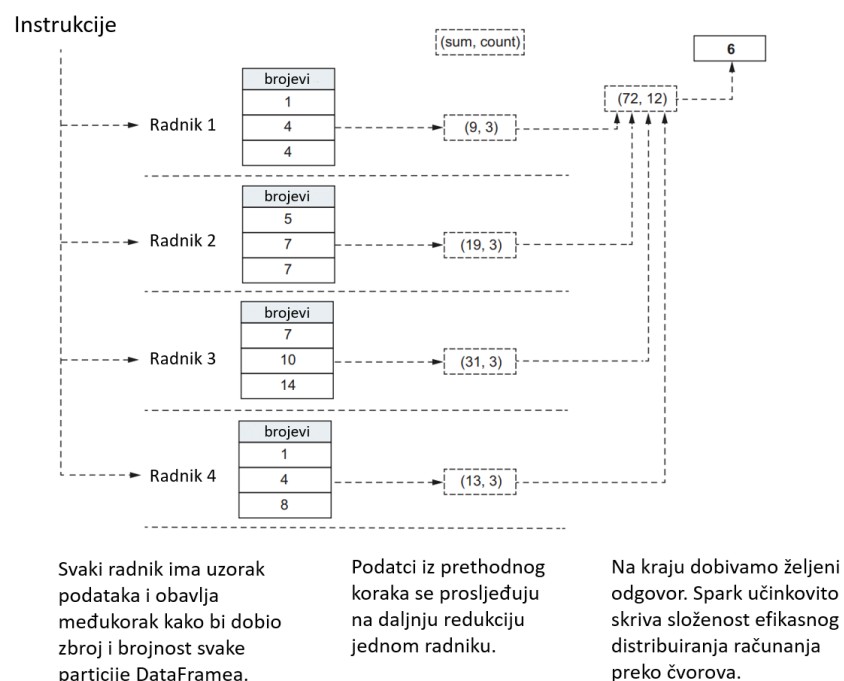 Instrukcije
(sum, count)
6
(72, 12)
Radnik 1
brojevi
1
4
4
(9, 3)
Radnik 2
brojevi
5
7
7
(19, 3)
Radnik 3
brojevi
7
10
14
(31, 3)
Radnik 4
brojevi
1
4
8
(13, 3)
Svaki radnik ima uzorak
podataka i obavlja
međukorak kako bi dobio
zbroj i brojnost svake
particije DataFramea.
Podatci iz prethodnog
koraka se prosljeđuju
na daljnju redukciju
jednom radniku.
Na kraju dobivamo željeni
odgovor. Spark učinkovito
skriva složenost efikasnog
distribuiranja računanja
preko čvorova.